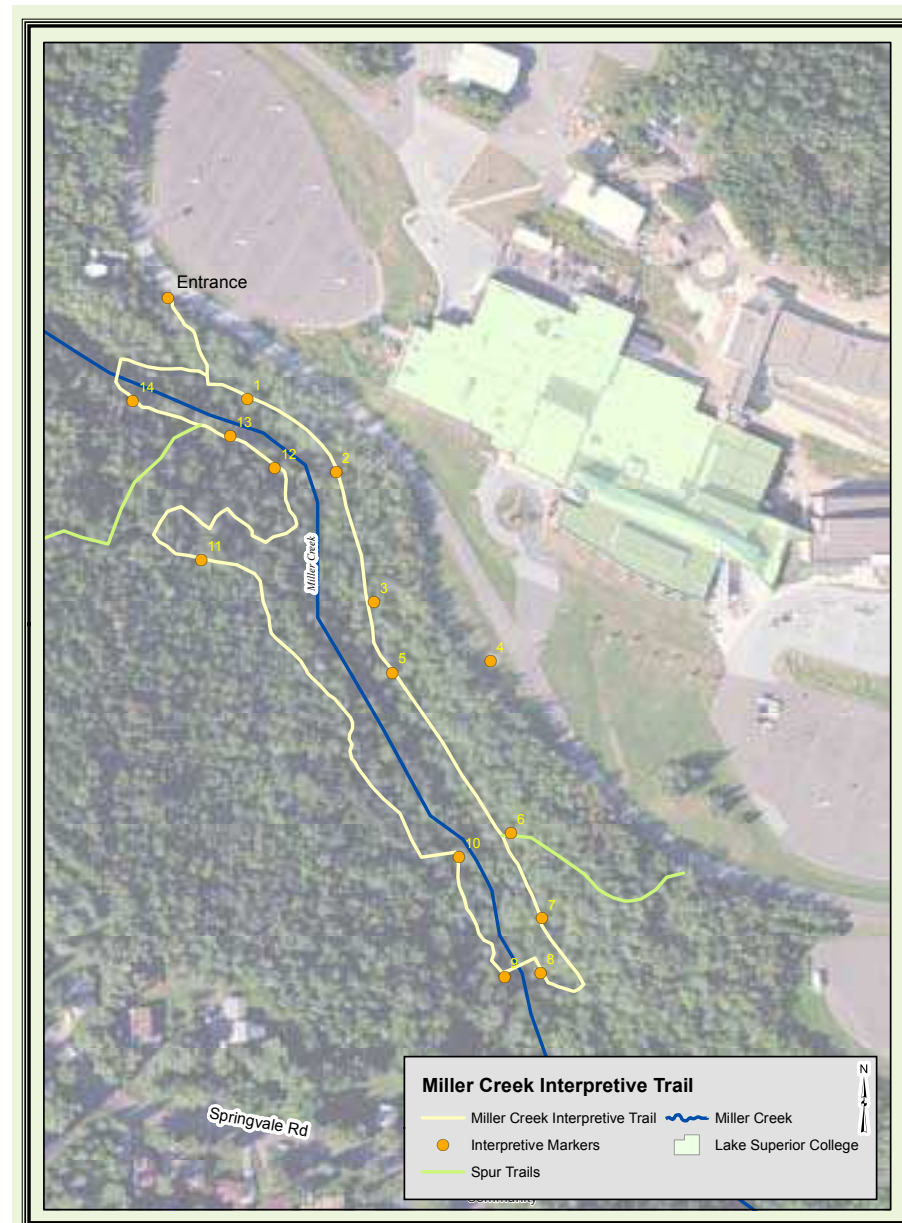 Entrance
1
14
13
12
2
Miller Creek
11
3
4
5
6
10
7
9
8
Springvale Rd
Miller Creek Interpretive Trail
N
Miller Creek Interpretive Trail
Miller Creek
Interpretive Markers
Lake Superior College
Spur Trails